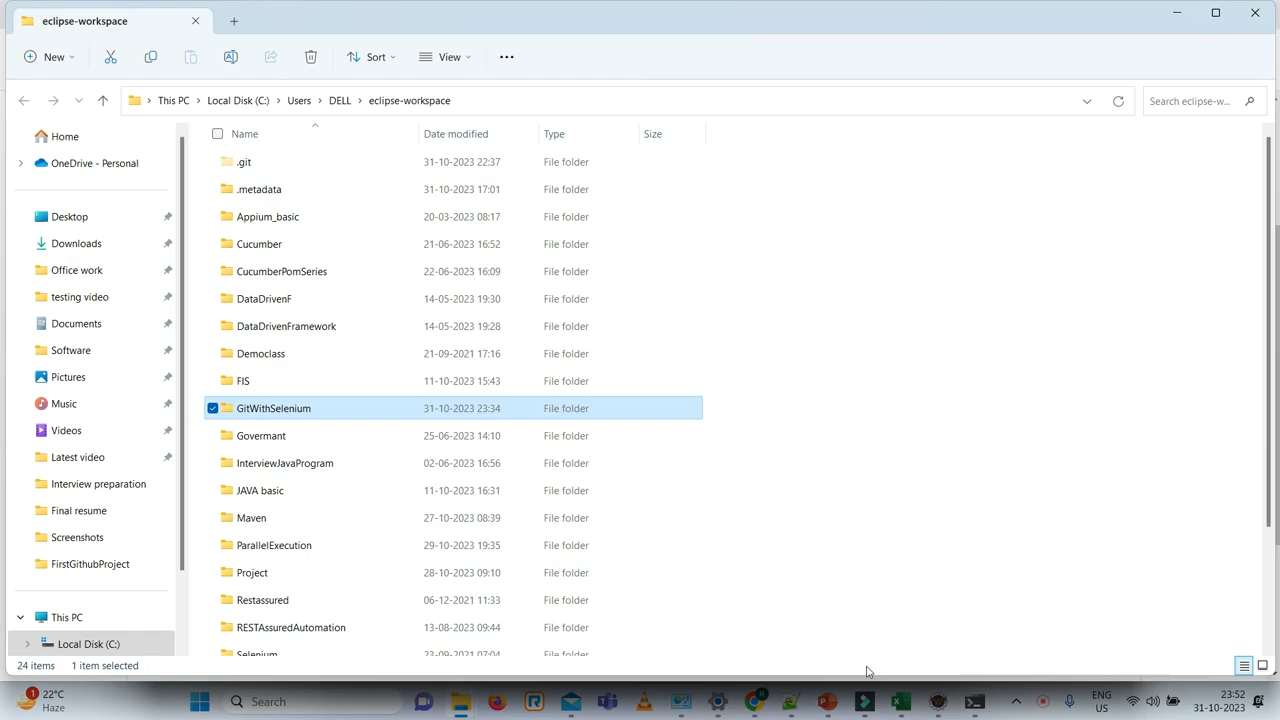 eclipse-workspace
New
Sort
View
This PC
Local Disk (C:)
Users
DELL
eclipse-workspace
Search eclipse-w...
Home
OneDrive - Personal
Desktop
Downloads
Office work
testing video
Documents
Software
Pictures
Music
Videos
Latest video
Interview preparation
Final resume
Screenshots
FirstGithubProject
This PC
Local Disk (C:)
Name Date modified Type Size
.git 31-10-2023 22:37 File folder
.metadata 31-10-2023 17:01 File folder
Appium_basic 20-03-2023 08:17 File folder
Cucumber 21-06-2023 16:52 File folder
CucumberPomSeries 22-06-2023 16:09 File folder
DataDrivenF 14-05-2023 19:30 File folder
DataDrivenFramework 14-05-2023 19:28 File folder
Democlass 21-09-2021 17:16 File folder
FIS 11-10-2023 15:43 File folder
GitWithSelenium 31-10-2023 23:34 File folder
Govermant 25-06-2023 14:10 File folder
InterviewJavaProgram 02-06-2023 16:56 File folder
JAVA basic 11-10-2023 16:31 File folder
Maven 27-10-2023 08:39 File folder
ParallelExecution 29-10-2023 19:35 File folder
Project 28-10-2023 09:10 File folder
Restassured 06-12-2021 11:33 File folder
RESTAssuredAutomation 13-08-2023 09:44 File folder
Selenium 23-09-2021 07:04 File folder
24 items 1 item selected
1
22°C
Haze
Search
ENG
US
23:52
31-10-2023